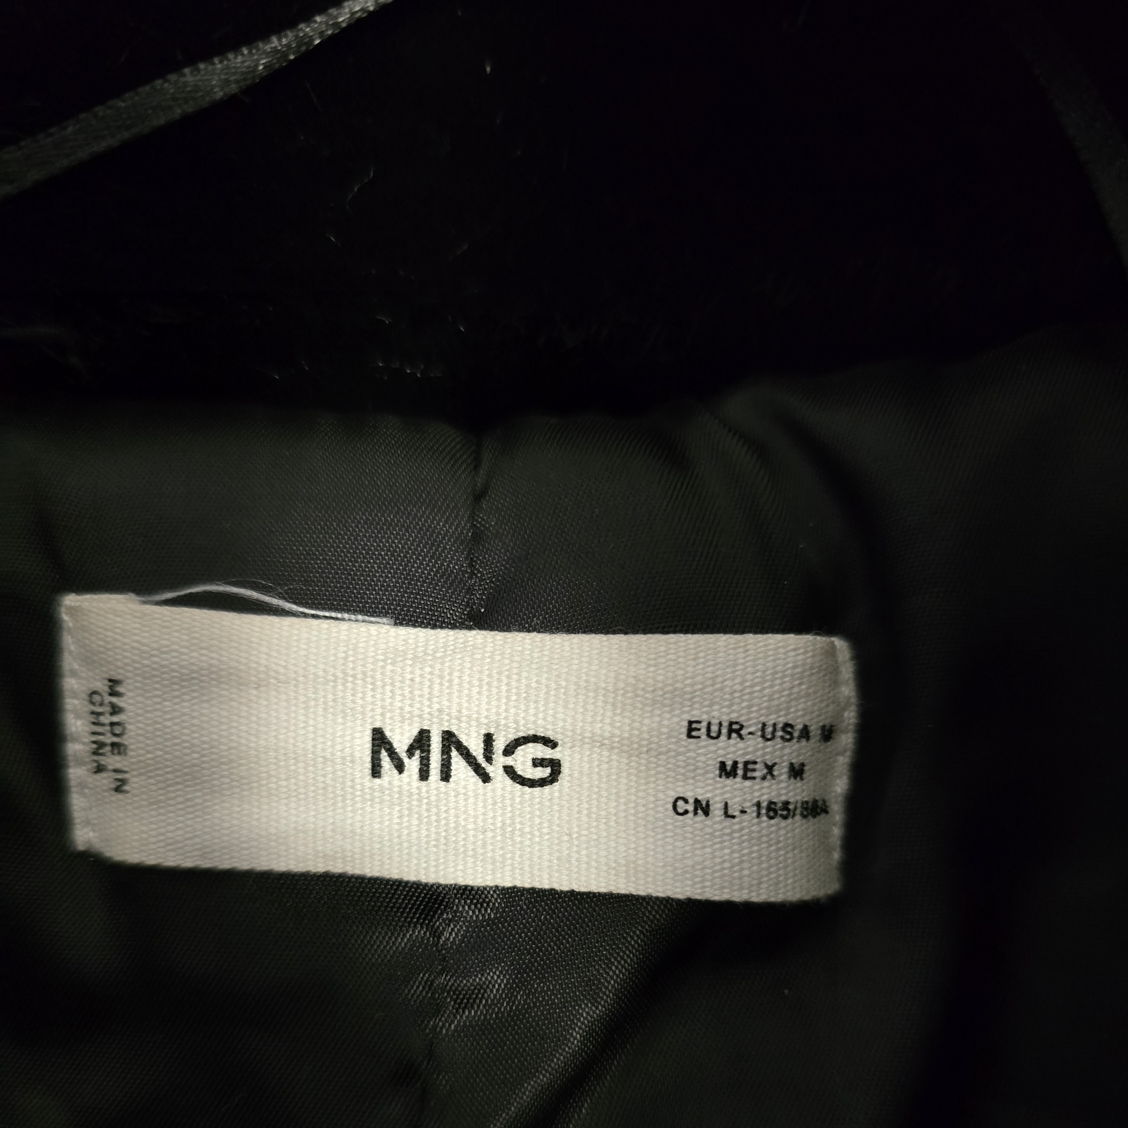 MADE IN
CHINA
MNG
EUR-USA M
MEX M
CN L-165/88A